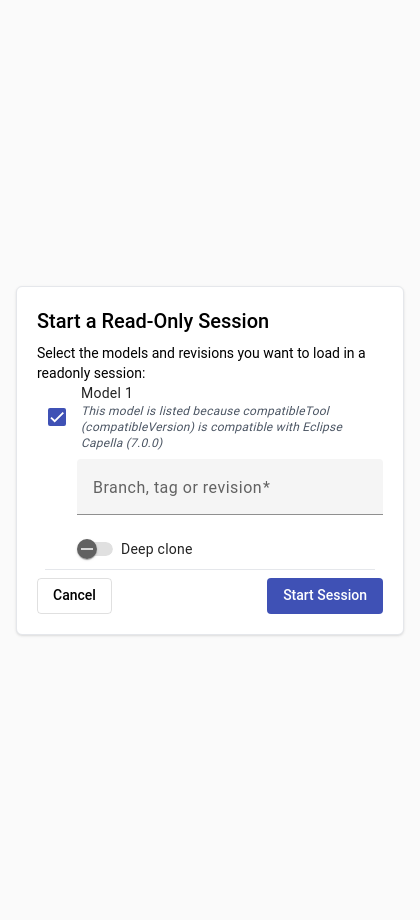 Start a Read-Only Session
Select the models and revisions you want to load in a
readonly session:
Model 1
This model is listed because compatibleTool
(compatibleVersion) is compatible with Eclipse
Capella (7.0.0)
Branch, tag or revision*
Deep clone
Cancel
Start Session